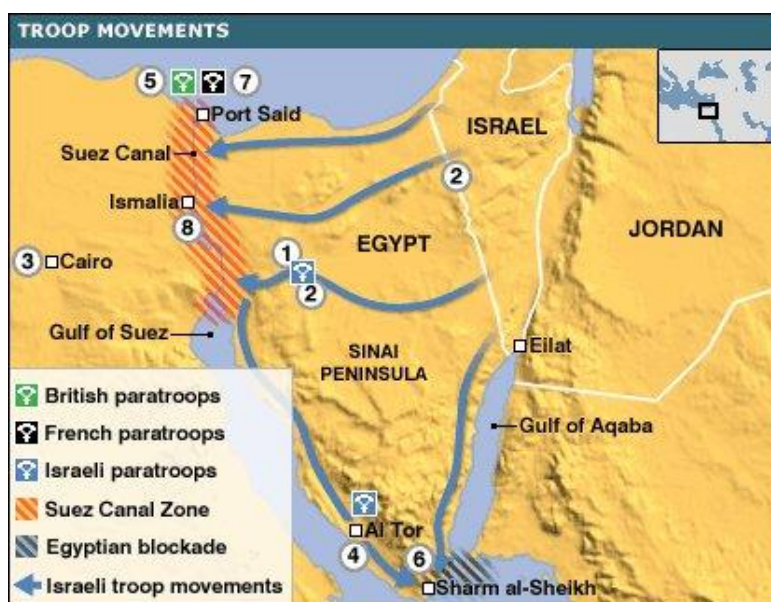 TROOP MOVEMENTS
5
7
Port Said
ISRAEL
Suez Canal
2
Ismalia
8
EGYPT
JORDAN
3
Cairo
1
2
Gulf of Suez
SINAI
PENINSULA
Eilat
British paratroops
French paratroops
Gulf of Aqaba
Israeli paratroops
Suez Canal Zone
Al Tor
Egyptian blockade
4
6
Israeli troop movements
Sharm al-Sheikh